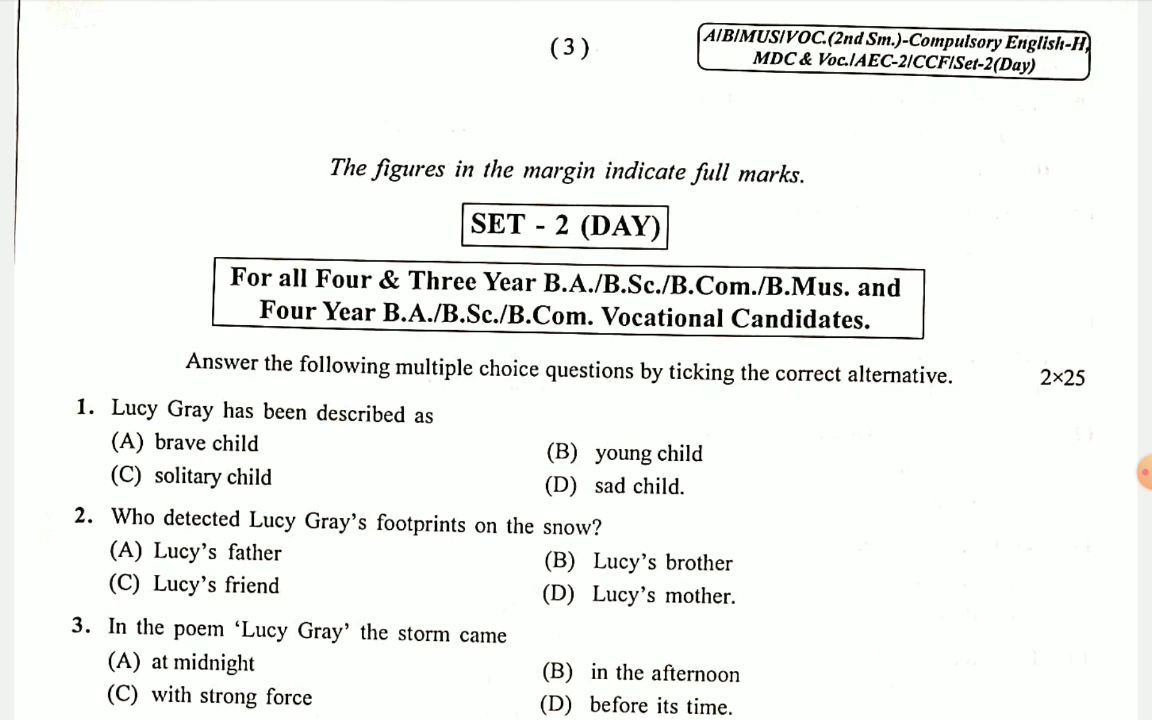 (3)
A/B/MUS/VOC.(2nd Sm.)-Compulsory English-H,
MDC & Voc./AEC-2/CCF/Set-2(Day)
The figures in the margin indicate full marks.
SET - 2 (DAY)
For all Four & Three Year B.A./B.Sc./B.Com./B.Mus. and
Four Year B.A./B.Sc./B.Com. Vocational Candidates.
Answer the following multiple choice questions by ticking the correct alternative. 2×25
1. Lucy Gray has been described as
(A) brave child (B) young child
(C) solitary child (D) sad child.
2. Who detected Lucy Gray's footprints on the snow?
(A) Lucy's father (B) Lucy's brother
(C) Lucy's friend (D) Lucy's mother.
3. In the poem 'Lucy Gray' the storm came
(A) at midnight (B) in the afternoon
(C) with strong force (D) before its time.